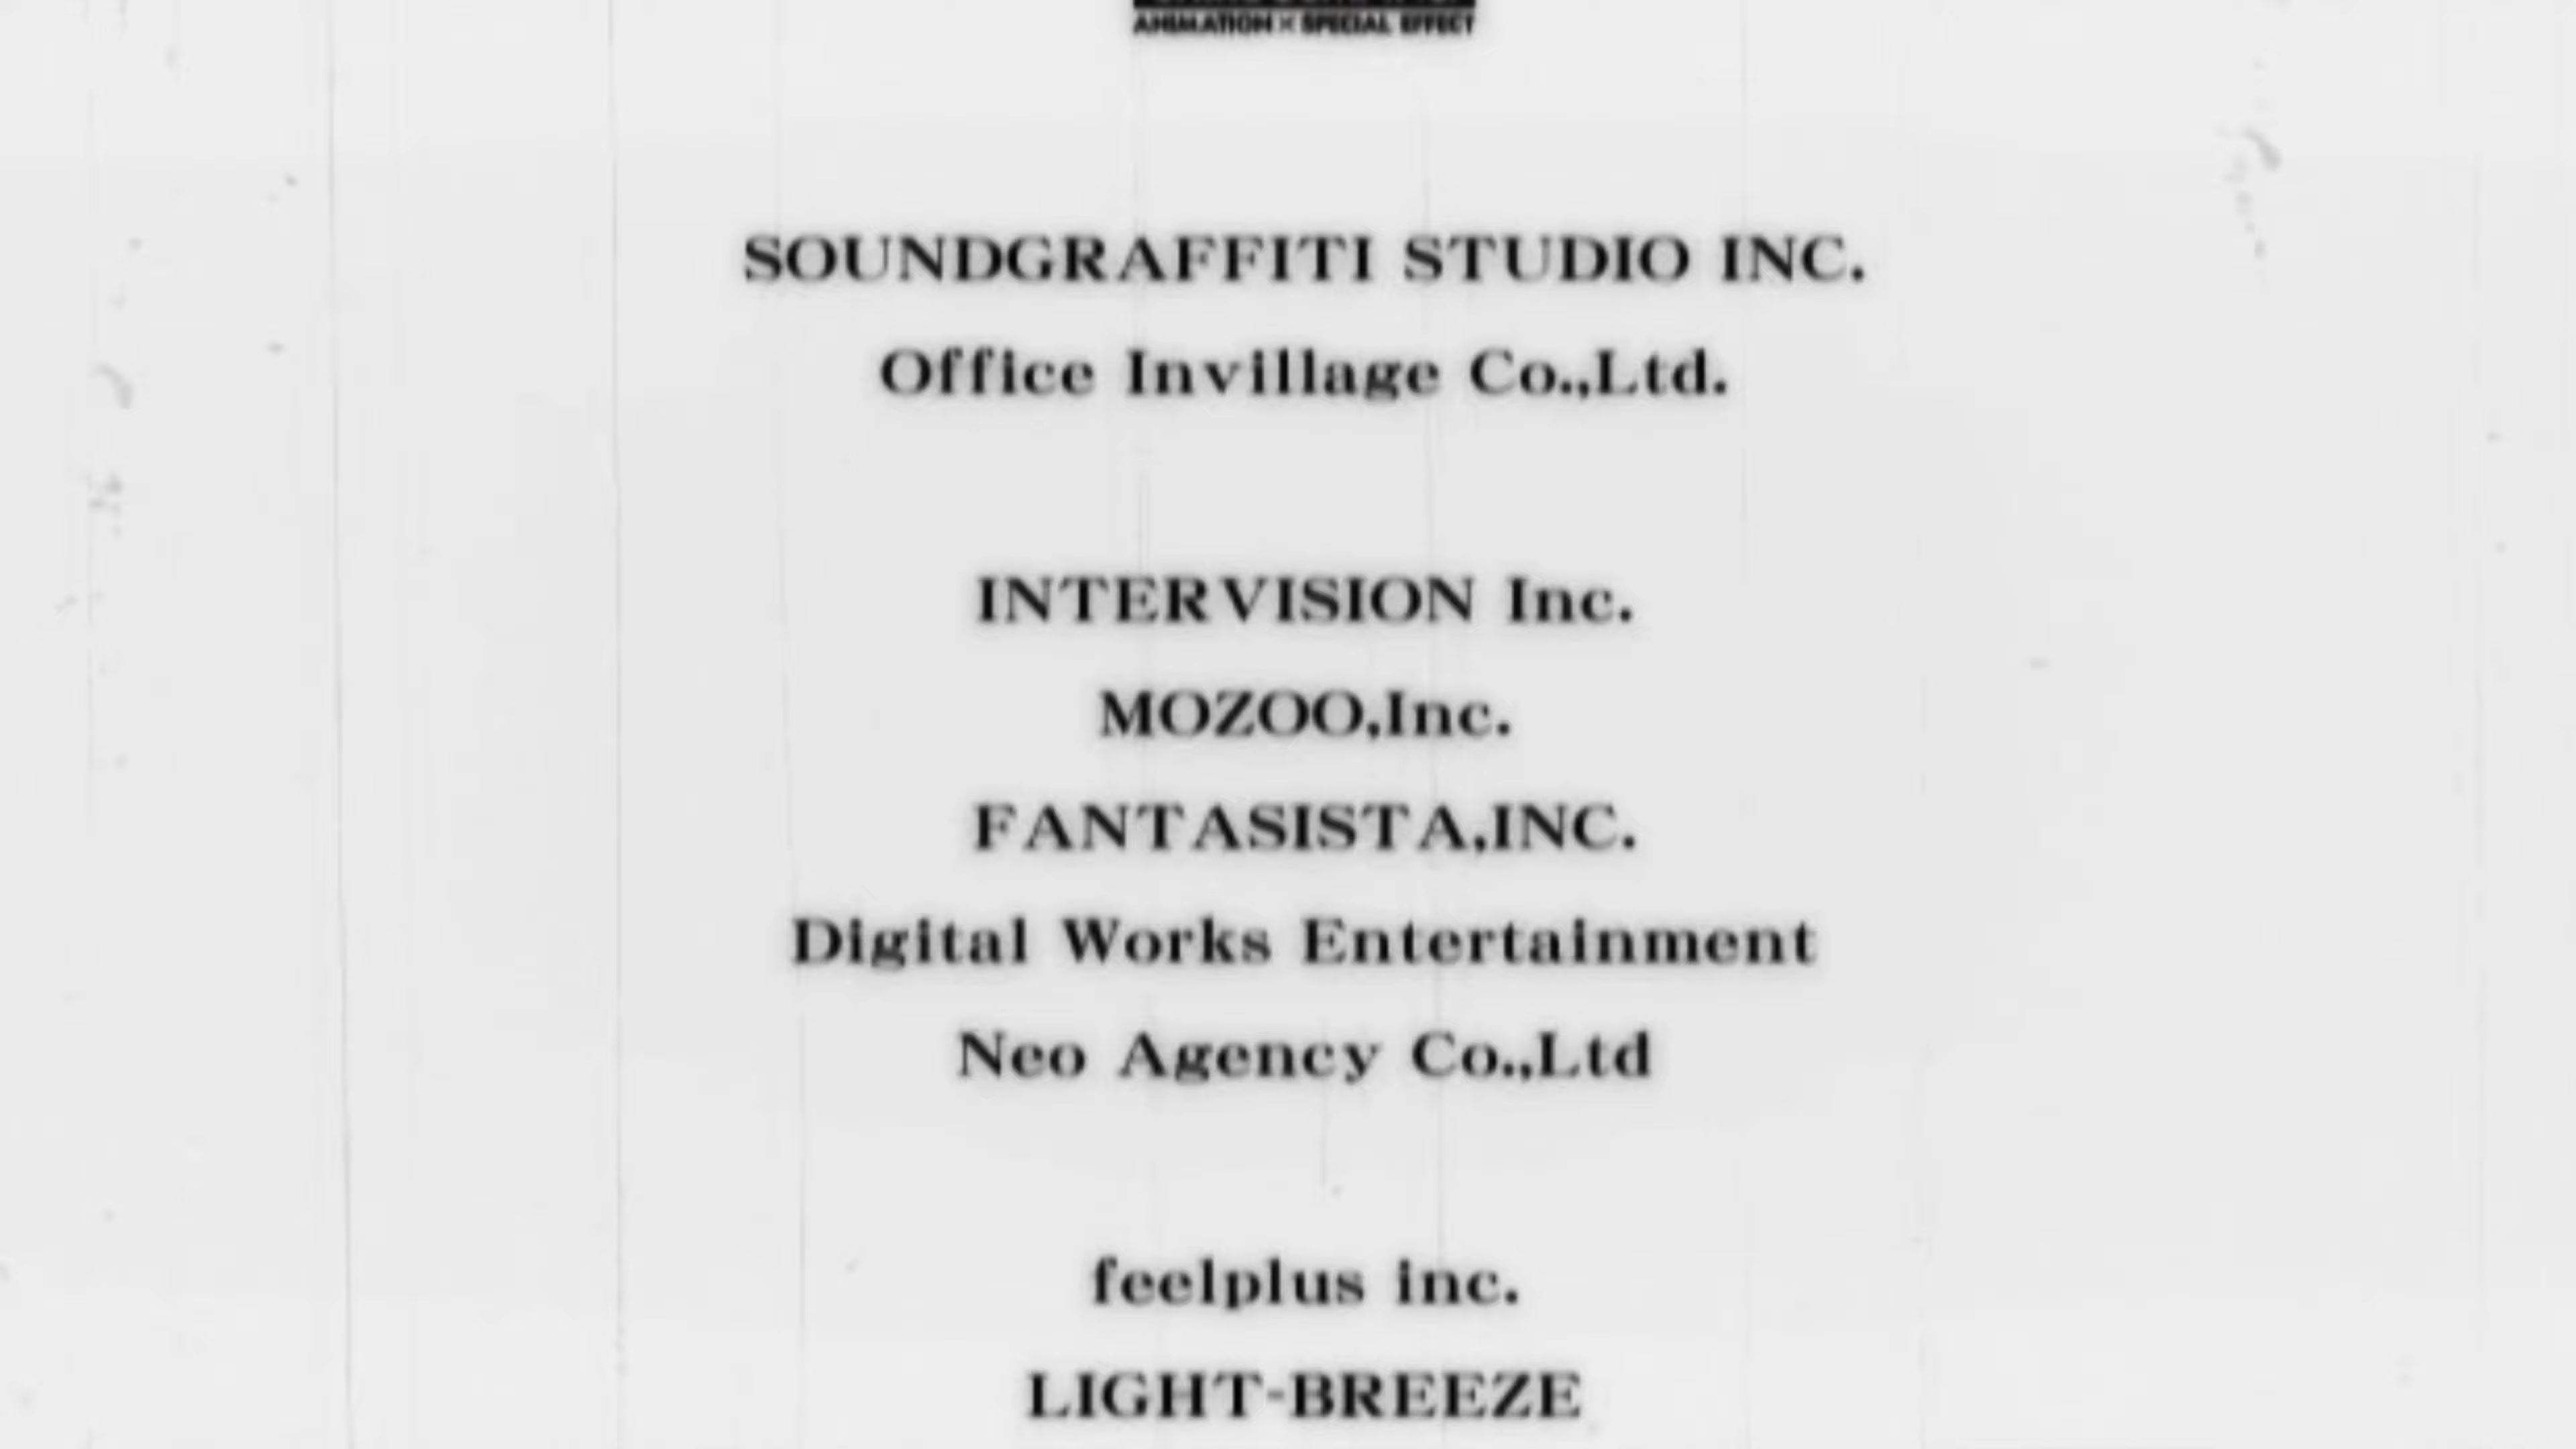 ANIMATION × SPECIAL EFFECT
SOUNDGRAFFITI STUDIO INC.
Office Invillage Co.,Ltd.
INTERVISION Inc.
MOZOO,Inc.
FANTASISTA,INC.
Digital Works Entertainment
Neo Agency Co.,Ltd
feelplus inc.
LIGHT-BREEZE